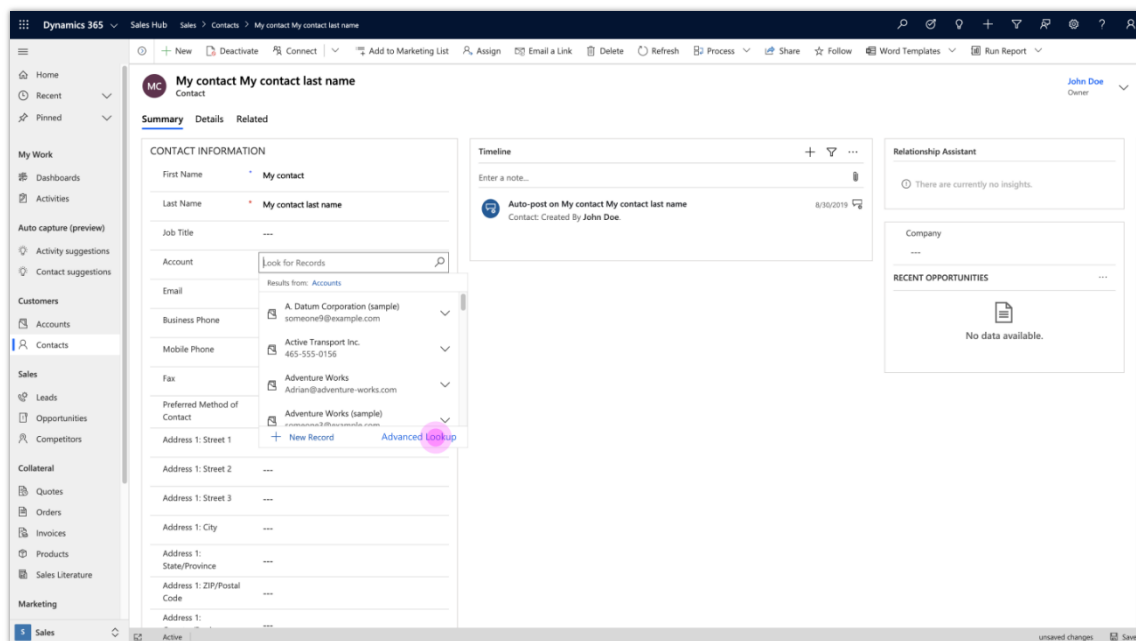 Dynamics 365 Sales Hub Sales > Contacts > My contact My contact last name
New Deactivate Connect Add to Marketing List Assign Email a Link Delete Refresh Process Share Follow Word Templates Run Report
Home
Recent
Pinned
My Work
Dashboards
Activities
Auto capture (preview)
Activity suggestions
Contact suggestions
Customers
Accounts
Contacts
Sales
Leads
Opportunities
Competitors
Collateral
Quotes
Orders
Invoices
Products
Sales Literature
Marketing
S Sales
MC
My contact My contact last name
Contact
John Doe
Owner
Summary Details Related
CONTACT INFORMATION
First Name * My contact
Last Name * My contact last name
Job Title ---
Account Look for Records
Results from: Accounts
A. Datum Corporation (sample)
someone9@example.com
Active Transport Inc.
465-555-0156
Adventure Works
Adrian@adventure-works.com
Adventure Works (sample)
someone3@example.com
New Record Advanced Lookup
Email
Business Phone
Mobile Phone
Fax
Preferred Method of
Contact
Address 1: Street 1
Address 1: Street 2 ---
Address 1: Street 3 ---
Address 1: City ---
Address 1:
State/Province ---
Address 1: ZIP/Postal
Code ---
Address 1:
---
Timeline
Enter a note...
Auto-post on My contact My contact last name 8/30/2019
Contact: Created By John Doe.
Relationship Assistant
There are currently no insights.
Company
---
RECENT OPPORTUNITIES
No data available.
Active
unsaved changes Save